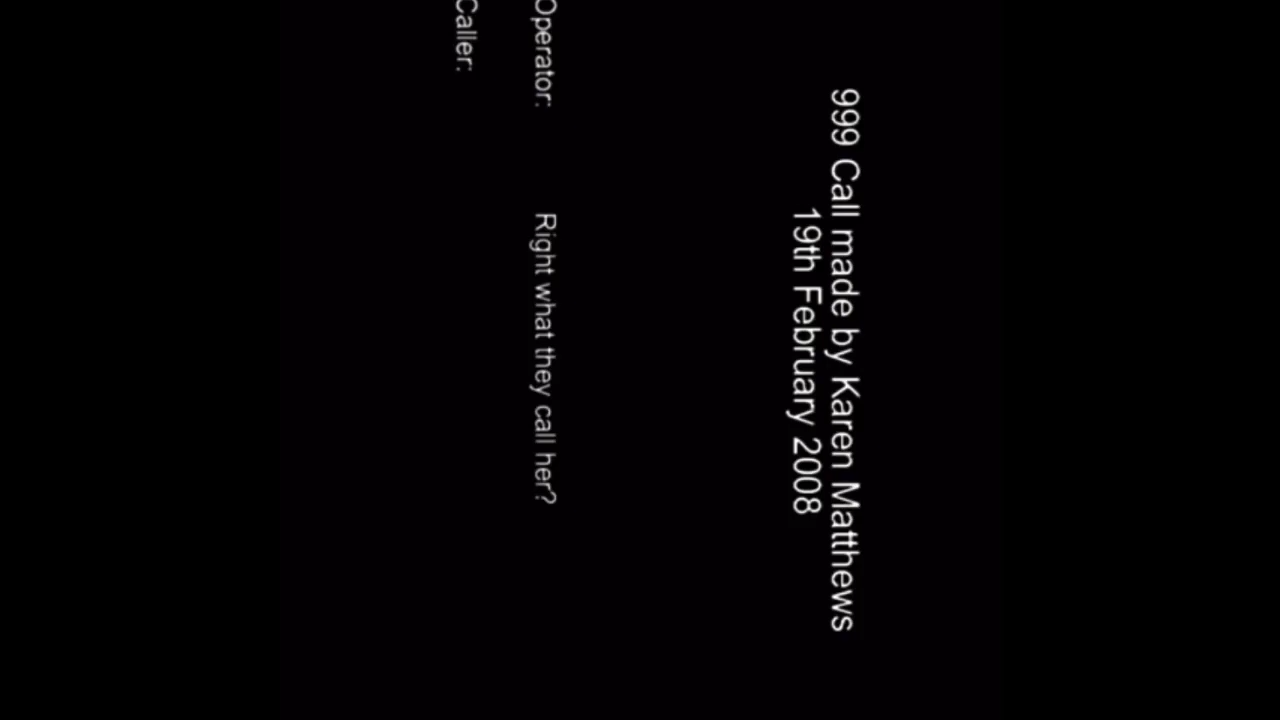 999 Call made by Karen Matthews
19th February 2008
Operator: Right what they call her?
Caller: